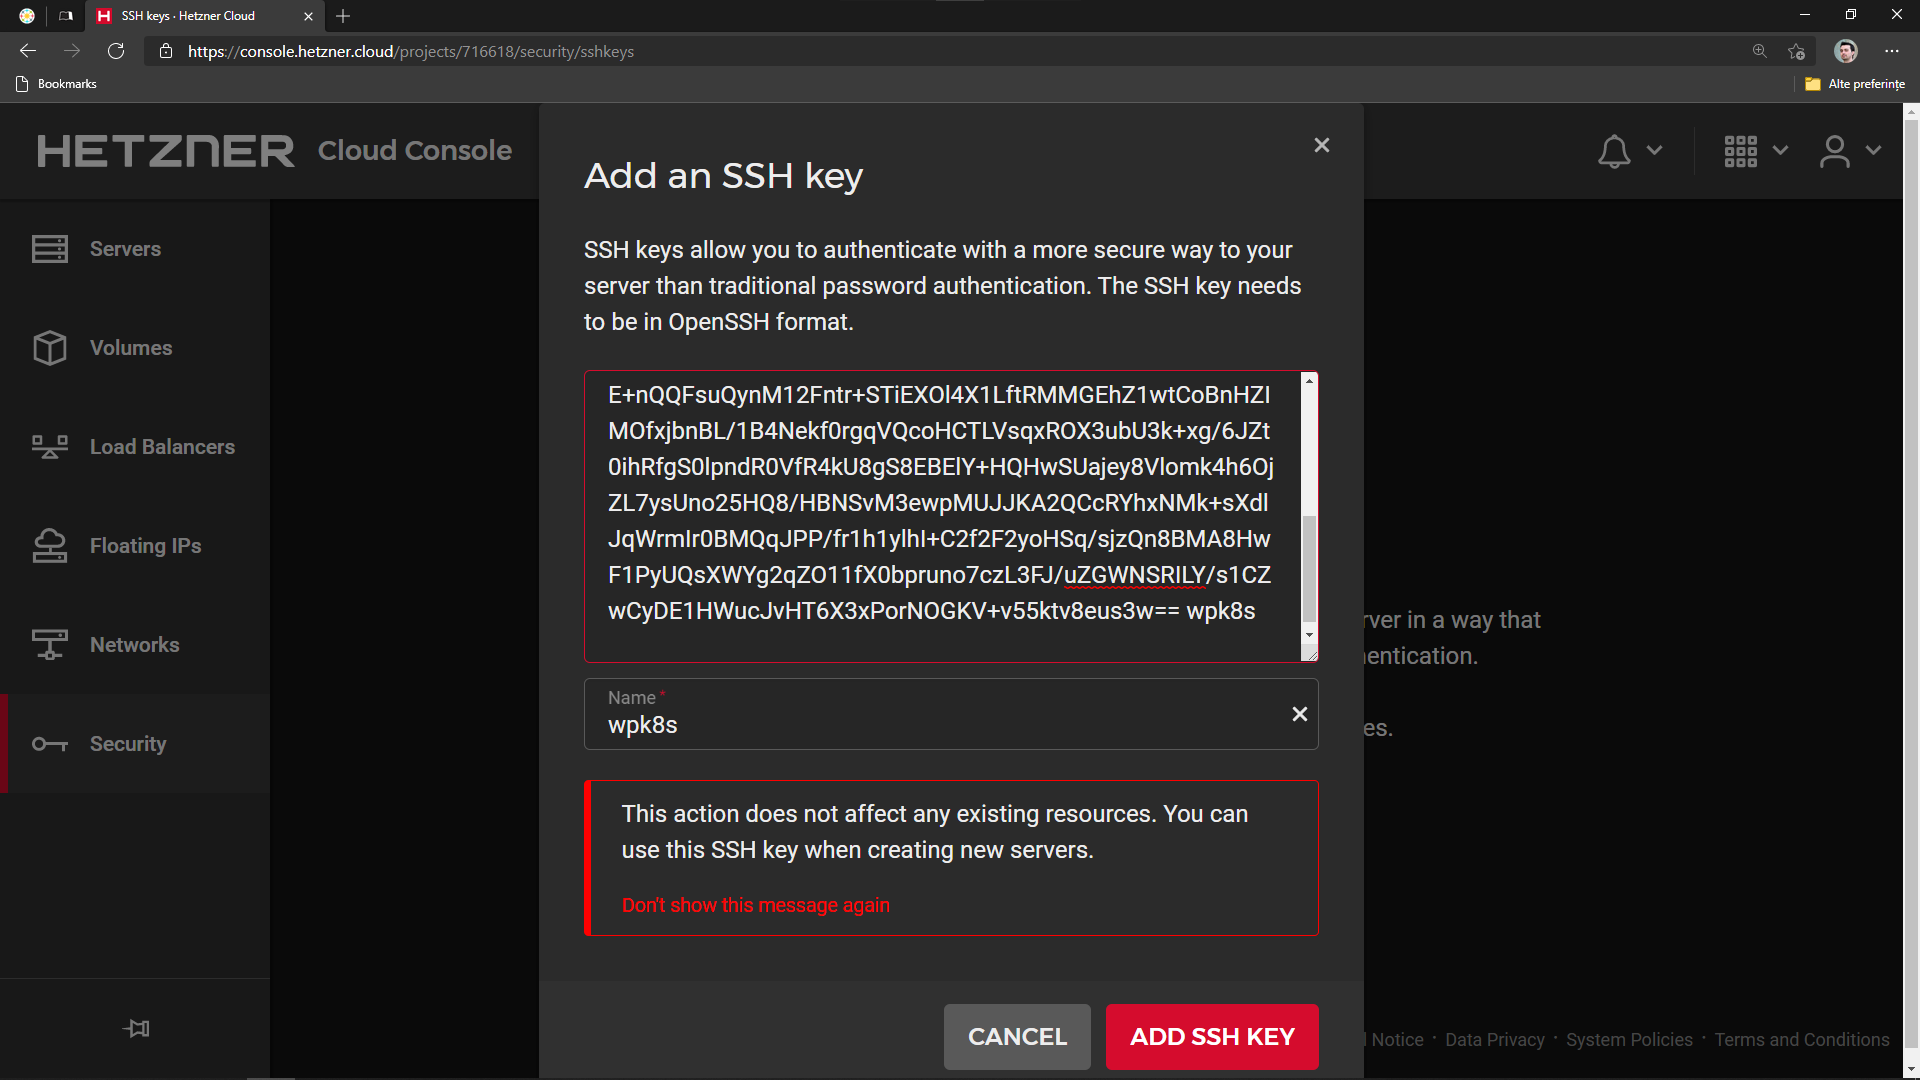 SSH keys · Hetzner Cloud
https://console.hetzner.cloud/projects/716618/security/sshkeys
Bookmarks
Alte preferințe
HETZNER Cloud Console
Servers
Volumes
Load Balancers
Floating IPs
Networks
Security
Add an SSH key
SSH keys allow you to authenticate with a more secure way to your
server than traditional password authentication. The SSH key needs
to be in OpenSSH format.
E+nQQFsuQynM12Fntr+STiEXOl4X1LftRMMGEhZ1wtCoBnHZI
MOfxjbnBL/1B4Nekf0rgqVQcoHCTLVsqxROX3ubU3k+xg/6JZt
0ihRfgS0lpndR0VfR4kU8gS8EBElY+HQHwSUajey8Vlomk4h6Oj
ZL7ysUno25HQ8/HBNSvM3ewpMUJJKA2QCcRYhxNMk+sXdl
JqWrmIr0BMQqJPP/fr1h1ylhI+C2f2F2yoHSq/sjzQn8BMA8Hw
F1PyUQsXWYg2qZO11fX0bpruno7czL3FJ/uZGWNSRILY/s1CZ
wCyDE1HWucJvHT6X3xPorNOGKV+v55ktv8eus3w== wpk8s
Name *
wpk8s
This action does not affect any existing resources. You can
use this SSH key when creating new servers.
Don't show this message again
CANCEL
ADD SSH KEY
rver in a way that
entication.
es.
l Notice · Data Privacy · System Policies · Terms and Conditions